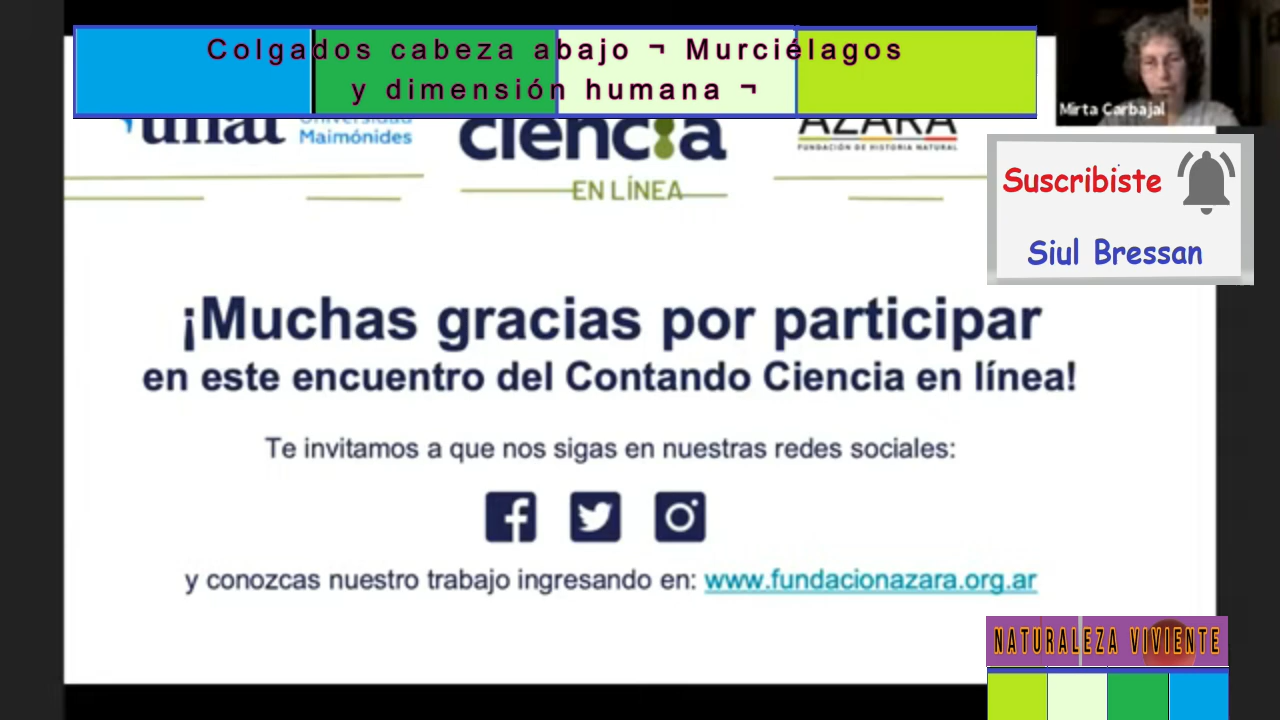 Colgados cabeza abajo ¬ Murciélagos
y dimensión humana ¬
Mirta Carbajal
Universidad
Maimónides
ciencia
AZARA
FUNDACIÓN DE HISTORIA NATURAL
EN LÍNEA
Suscribiste
Siul Bressan
¡Muchas gracias por participar
en este encuentro del Contando Ciencia en línea!
Te invitamos a que nos sigas en nuestras redes sociales:
y conozcas nuestro trabajo ingresando en: www.fundacionazara.org.ar
NATURALEZA VIVIENTE